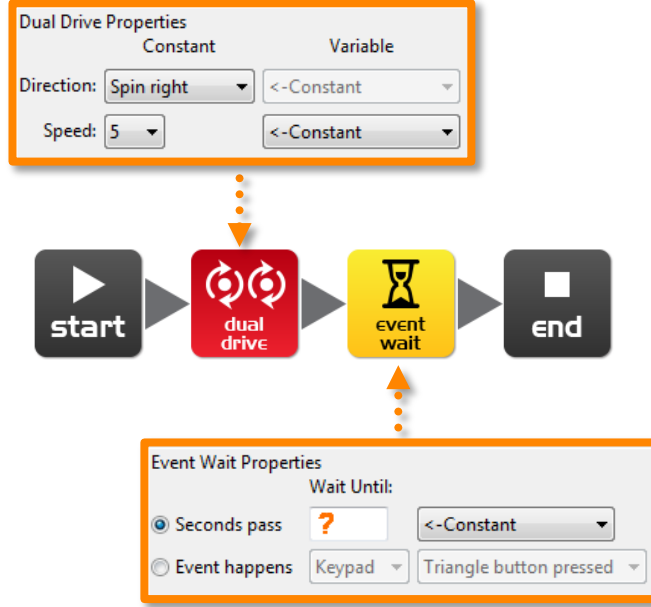 Dual Drive Properties
Constant Variable
Direction: Spin right <-Constant
Speed: 5 <-Constant
start
dual
drive
event
wait
end
Event Wait Properties
Wait Until:
Seconds pass ? <-Constant
Event happens Keypad Triangle button pressed